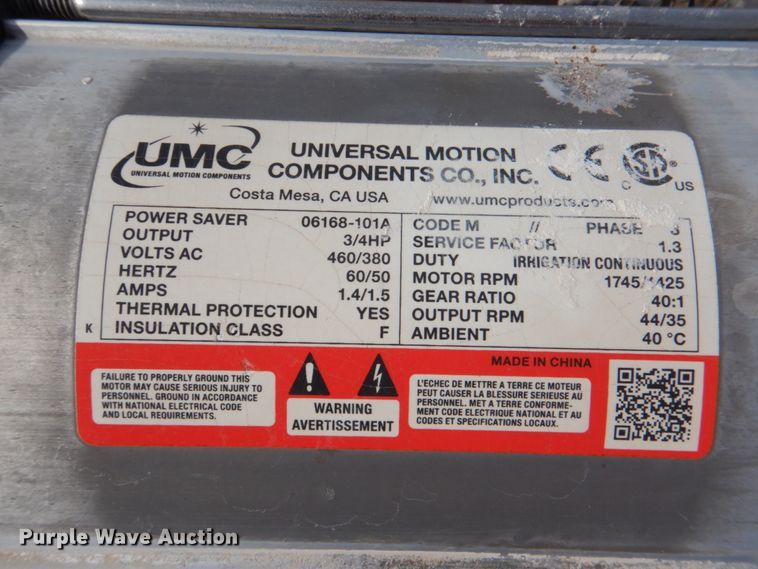 UMC
UNIVERSAL MOTION COMPONENTS
UNIVERSAL MOTION
COMPONENTS CO., INC.
CE
C US
Costa Mesa, CA USA
www.umcproducts.com
POWER SAVER 06168-101A
OUTPUT 3/4HP
VOLTS AC 460/380
HERTZ 60/50
AMPS 1.4/1.5
THERMAL PROTECTION YES
K INSULATION CLASS F
CODE M // PHASE 3
SERVICE FACTOR 1.3
DUTY IRRIGATION CONTINUOUS
MOTOR RPM 1745/1425
GEAR RATIO 40:1
OUTPUT RPM 44/35
AMBIENT 40 °C
MADE IN CHINA
FAILURE TO PROPERLY GROUND THIS
MOTOR MAY CAUSE SERIOUS INJURY TO
PERSONNEL. GROUND IN ACCORDANCE
WITH NATIONAL ELECTRICAL CODE
AND LOCAL REQUIREMENTS.
WARNING
AVERTISSEMENT
L'ECHEC DE METTRE A TERRE CE MOTEUR
PEUT CAUSER LA BLESSURE SERIEUSE AU
PERSONNEL. MET A TERRE CONFORME-
MENT CODE ELECTRIQUE NATIONAL ET AU
CODES ET SPECIFICATIONS LOCAUX.
Purple Wave Auction